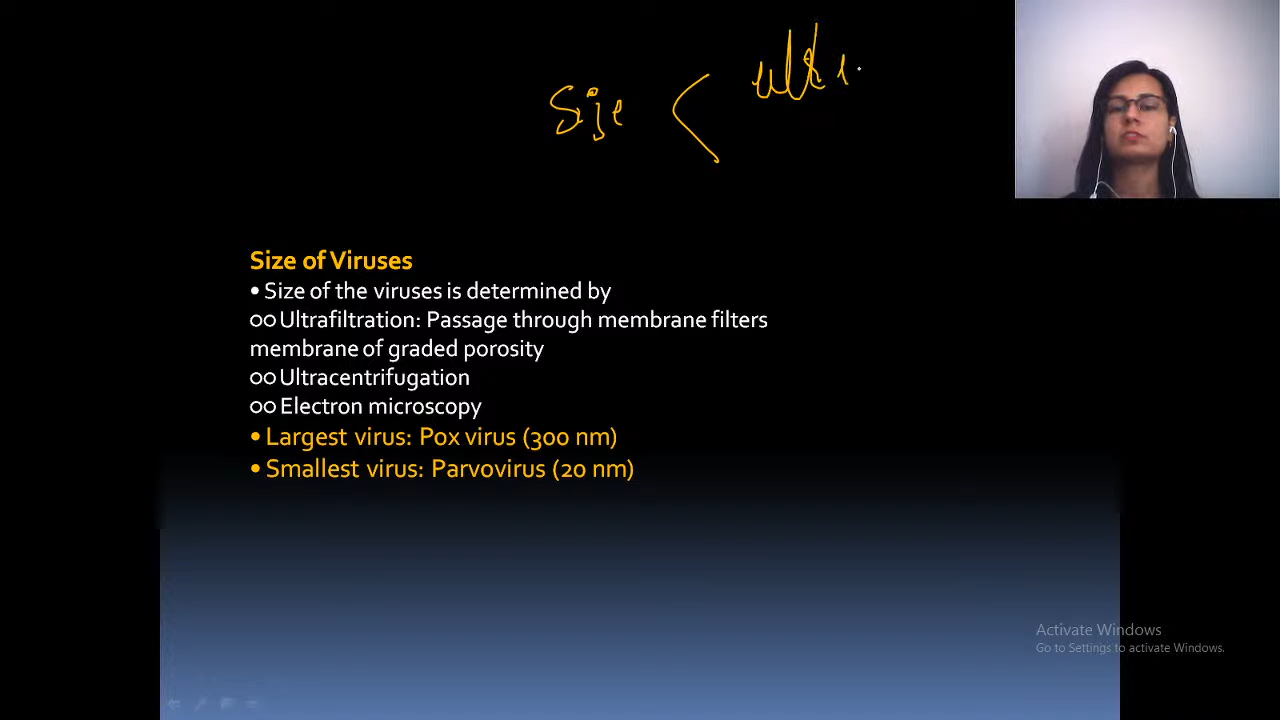 Size
Size of Viruses
• Size of the viruses is determined by
○○ Ultrafiltration: Passage through membrane filters
membrane of graded porosity
○○ Ultracentrifugation
○○ Electron microscopy
• Largest virus: Pox virus (300 nm)
• Smallest virus: Parvovirus (20 nm)
Activate Windows
Go to Settings to activate Windows.